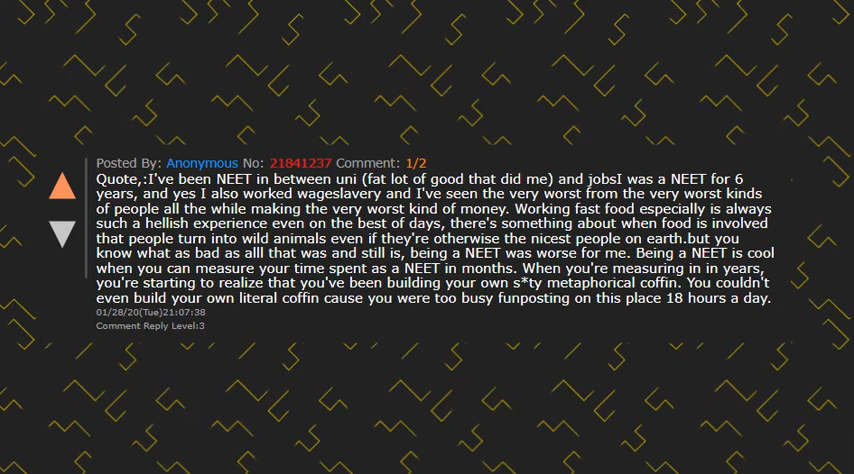 Posted By: Anonymous No: 21841237 Comment: 1/2
Quote,:I've been NEET in between uni (fat lot of good that did me) and jobsI was a NEET for 6
years, and yes I also worked wageslavery and I've seen the very worst from the very worst kinds
of people all the while making the very worst kind of money. Working fast food especially is always
such a hellish experience even on the best of days, there's something about when food is involved
that people turn into wild animals even if they're otherwise the nicest people on earth.but you
know what as bad as alll that was and still is, being a NEET was worse for me. Being a NEET is cool
when you can measure your time spent as a NEET in months. When you're measuring in in years,
you're starting to realize that you've been building your own s*ty metaphorical coffin. You couldn't
even build your own literal coffin cause you were too busy funposting on this place 18 hours a day.
01/28/20(Tue)21:07:38
Comment Reply Level:3